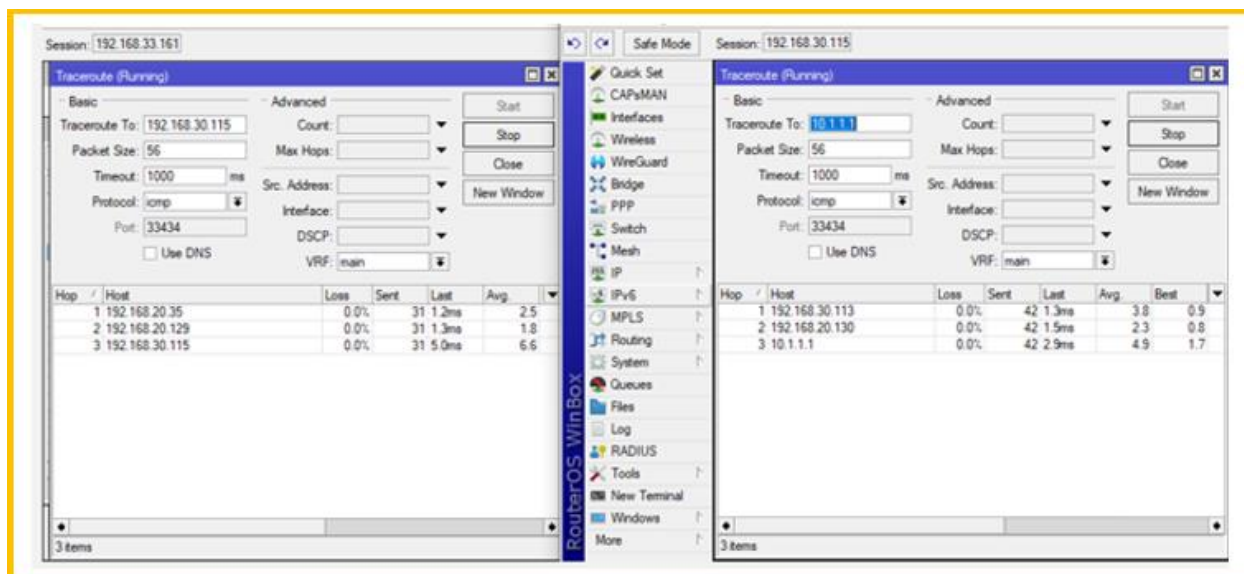 Session: 192.168.33.161
Traceroute (Running)
Basic
Traceroute To: 192.168.30.115
Packet Size: 56
Timeout: 1000 ms
Protocol: icmp
Port: 33434
Use DNS
Advanced
Count:
Max Hops:
Src. Address:
Interface:
DSCP:
VRF: main
Start
Stop
Close
New Window
Hop Host Loss Sent Last Avg.
1 192.168.20.35 0.0% 31 1.2ms 2.5
2 192.168.20.129 0.0% 31 1.3ms 1.8
3 192.168.30.115 0.0% 31 5.0ms 6.6
3 items
Safe Mode Session: 192.168.30.115
RouterOS WinBox
Quick Set
CAPsMAN
Interfaces
Wireless
WireGuard
Bridge
PPP
Switch
Mesh
IP
IPv6
MPLS
Routing
System
Queues
Files
Log
RADIUS
Tools
New Terminal
Windows
More
Traceroute (Running)
Basic
Traceroute To: 10.1.1.1
Packet Size: 56
Timeout: 1000 ms
Protocol: icmp
Port: 33434
Use DNS
Advanced
Count:
Max Hops:
Src. Address:
Interface:
DSCP:
VRF: main
Start
Stop
Close
New Window
Hop Host Loss Sent Last Avg. Best
1 192.168.30.113 0.0% 42 1.3ms 3.8 0.9
2 192.168.20.130 0.0% 42 1.5ms 2.3 0.8
3 10.1.1.1 0.0% 42 2.9ms 4.9 1.7
3 items